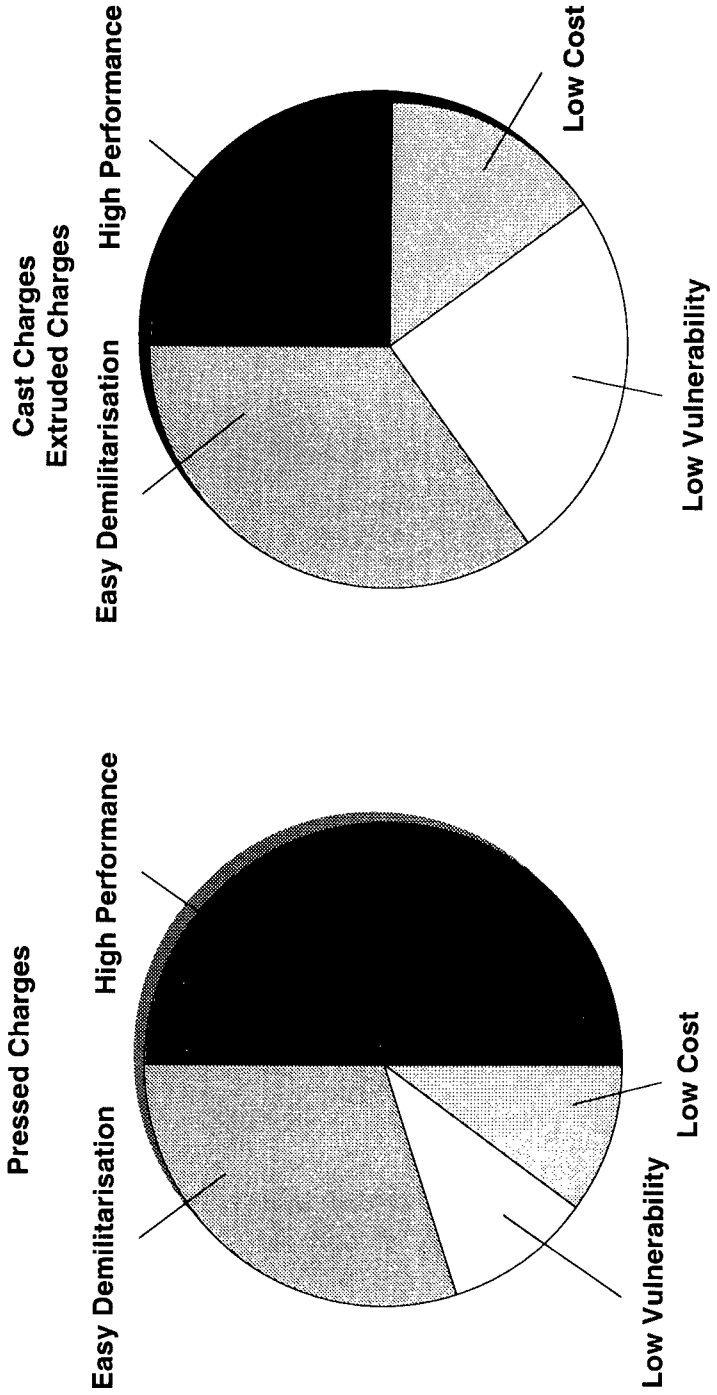 Pressed Charges
High Performance
Easy Demilitarisation
Low Vulnerability
Low Cost
Cast Charges
Extruded Charges
High Performance
Easy Demilitarisation
Low Cost
Low Vulnerability